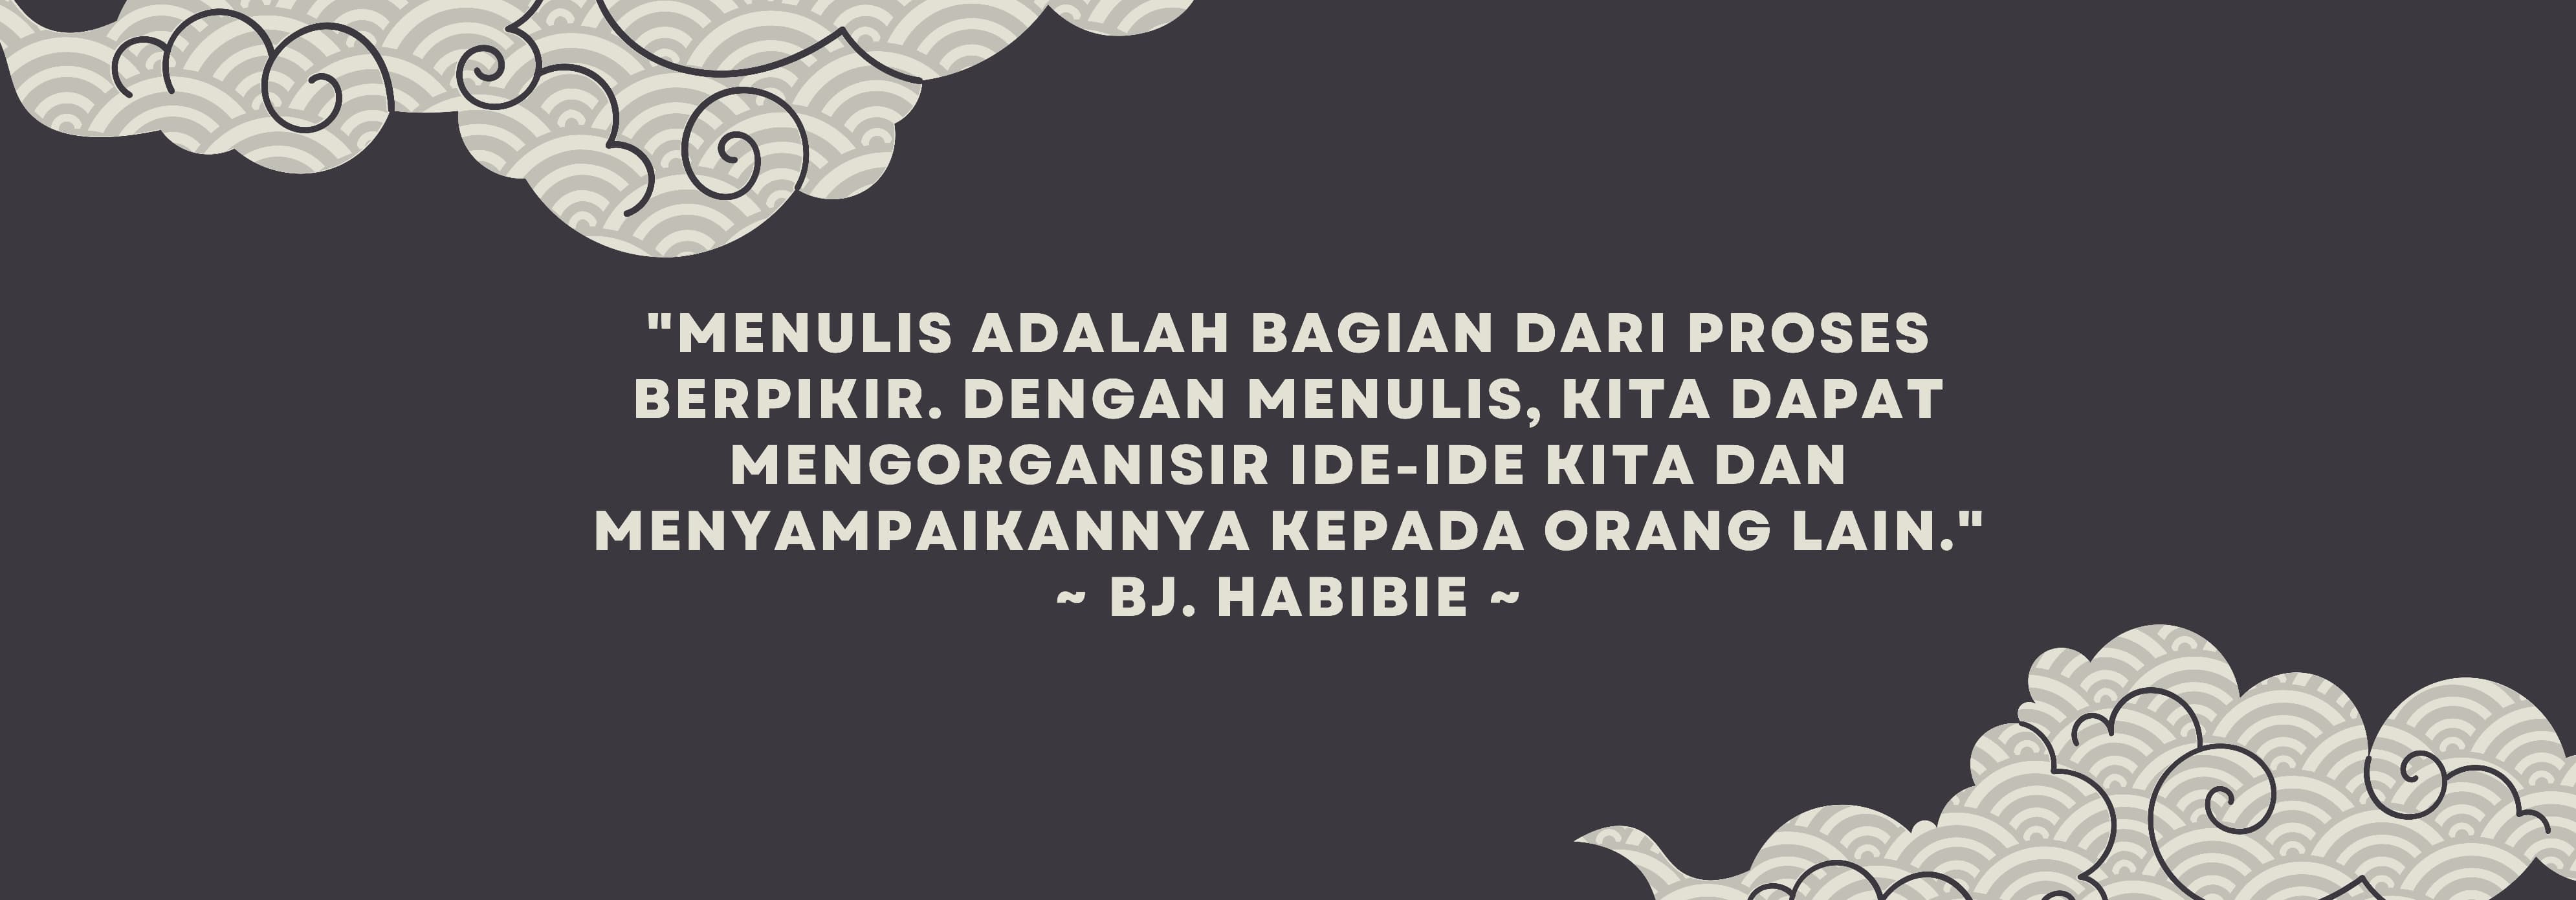 "MENULIS ADALAH BAGIAN DARI PROSES
BERPIKIR. DENGAN MENULIS, KITA DAPAT
MENGORGANISIR IDE-IDE KITA DAN
MENYAMPAIKANNYA KEPADA ORANG LAIN."
~ BJ. HABIBIE ~